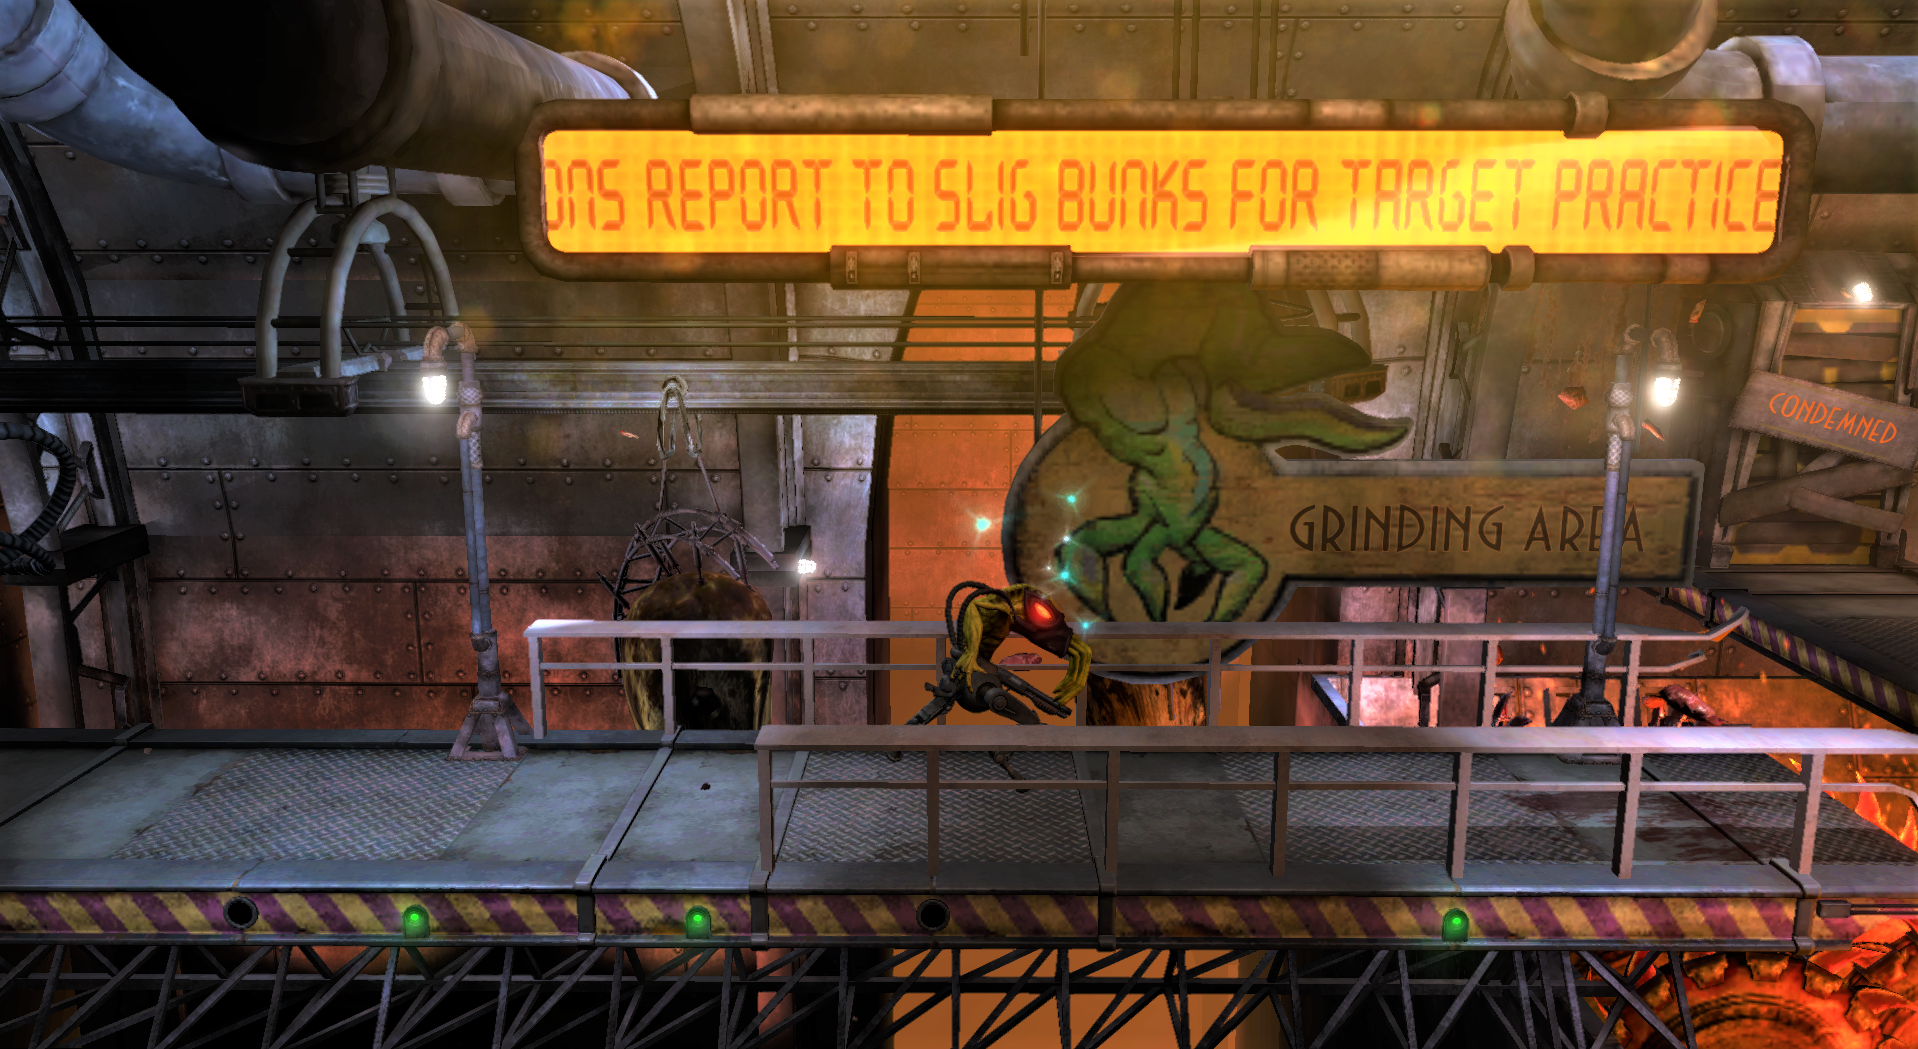 ONS REPORT TO SLIG BUNKS FOR TARGET PRACTICE
CONDEMNED
GRINDING AREA